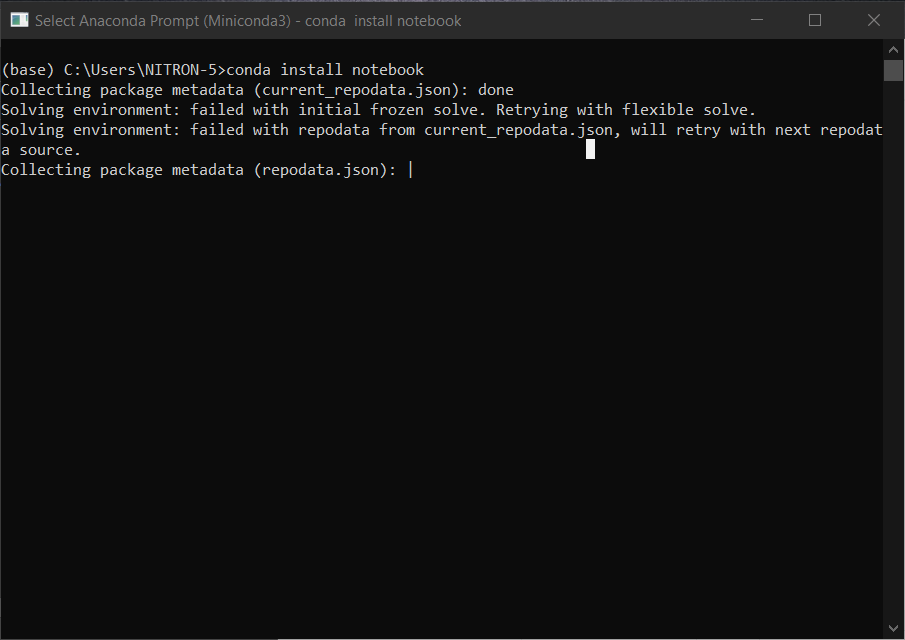 Select Anaconda Prompt (Miniconda3) - conda  install notebook
(base) C:\Users\NITRON-5>conda install notebook
Collecting package metadata (current_repodata.json): done
Solving environment: failed with initial frozen solve. Retrying with flexible solve.
Solving environment: failed with repodata from current_repodata.json, will retry with next repodat
a source.
Collecting package metadata (repodata.json): |